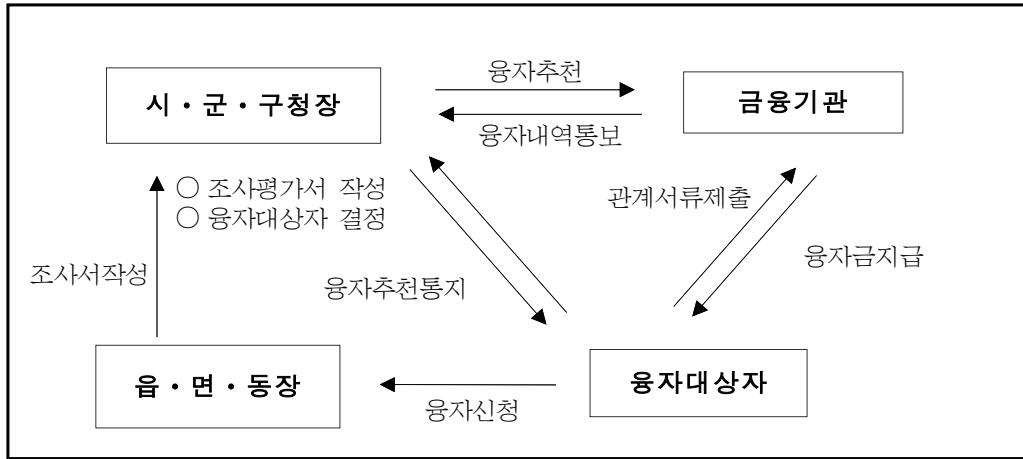 융자추천
시・군・구청장
금융기관
융자내역통보
○ 조사평가서 작성
○ 융자대상자 결정
관계서류제출
조사서작성
융자추천통지
융자금지급
읍・면・동장
융자대상자
융자신청